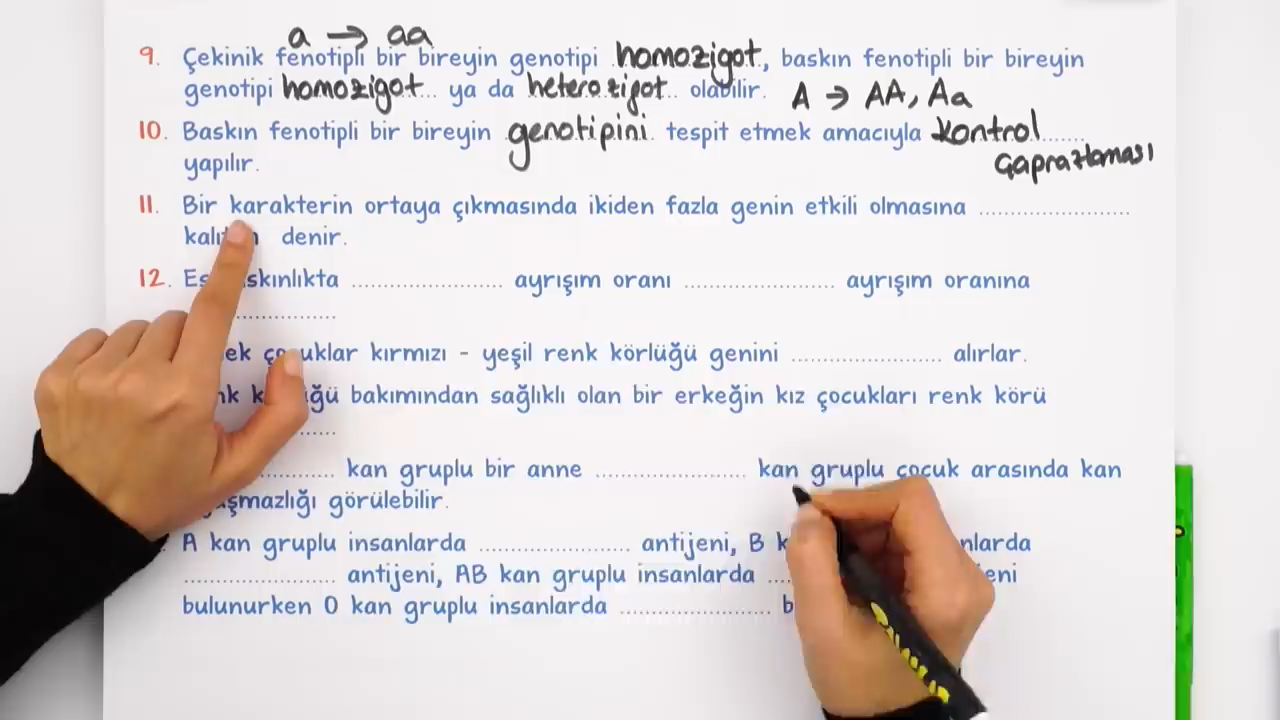 a → aa
9. Çekinik fenotipli bir bireyin genotipi homozigot, baskın fenotipli bir bireyin
genotipi homozigot ya da heterozigot olabilir. A → AA, Aa
10. Baskın fenotipli bir bireyin genotipini tespit etmek amacıyla kontrol
çaprazlaması
yapılır.
11. Bir karakterin ortaya çıkmasında ikiden fazla genin etkili olmasına ....................
denir.
12. .................... ayrışım oranı .................... ayrışım oranına
....................
kırmızı - yeşil renk körlüğü genini .................... alırlar.
bakımından sağlıklı olan bir erkeğin kız çocukları renk körü
....................
.................... kan gruplu bir anne .................... kan gruplu çocuk arasında kan
görülebilir.
A kan gruplu insanlarda .................... antijeni, B
.................... antijeni, AB kan gruplu insanlarda ....
bulunurken 0 kan gruplu insanlarda ....................